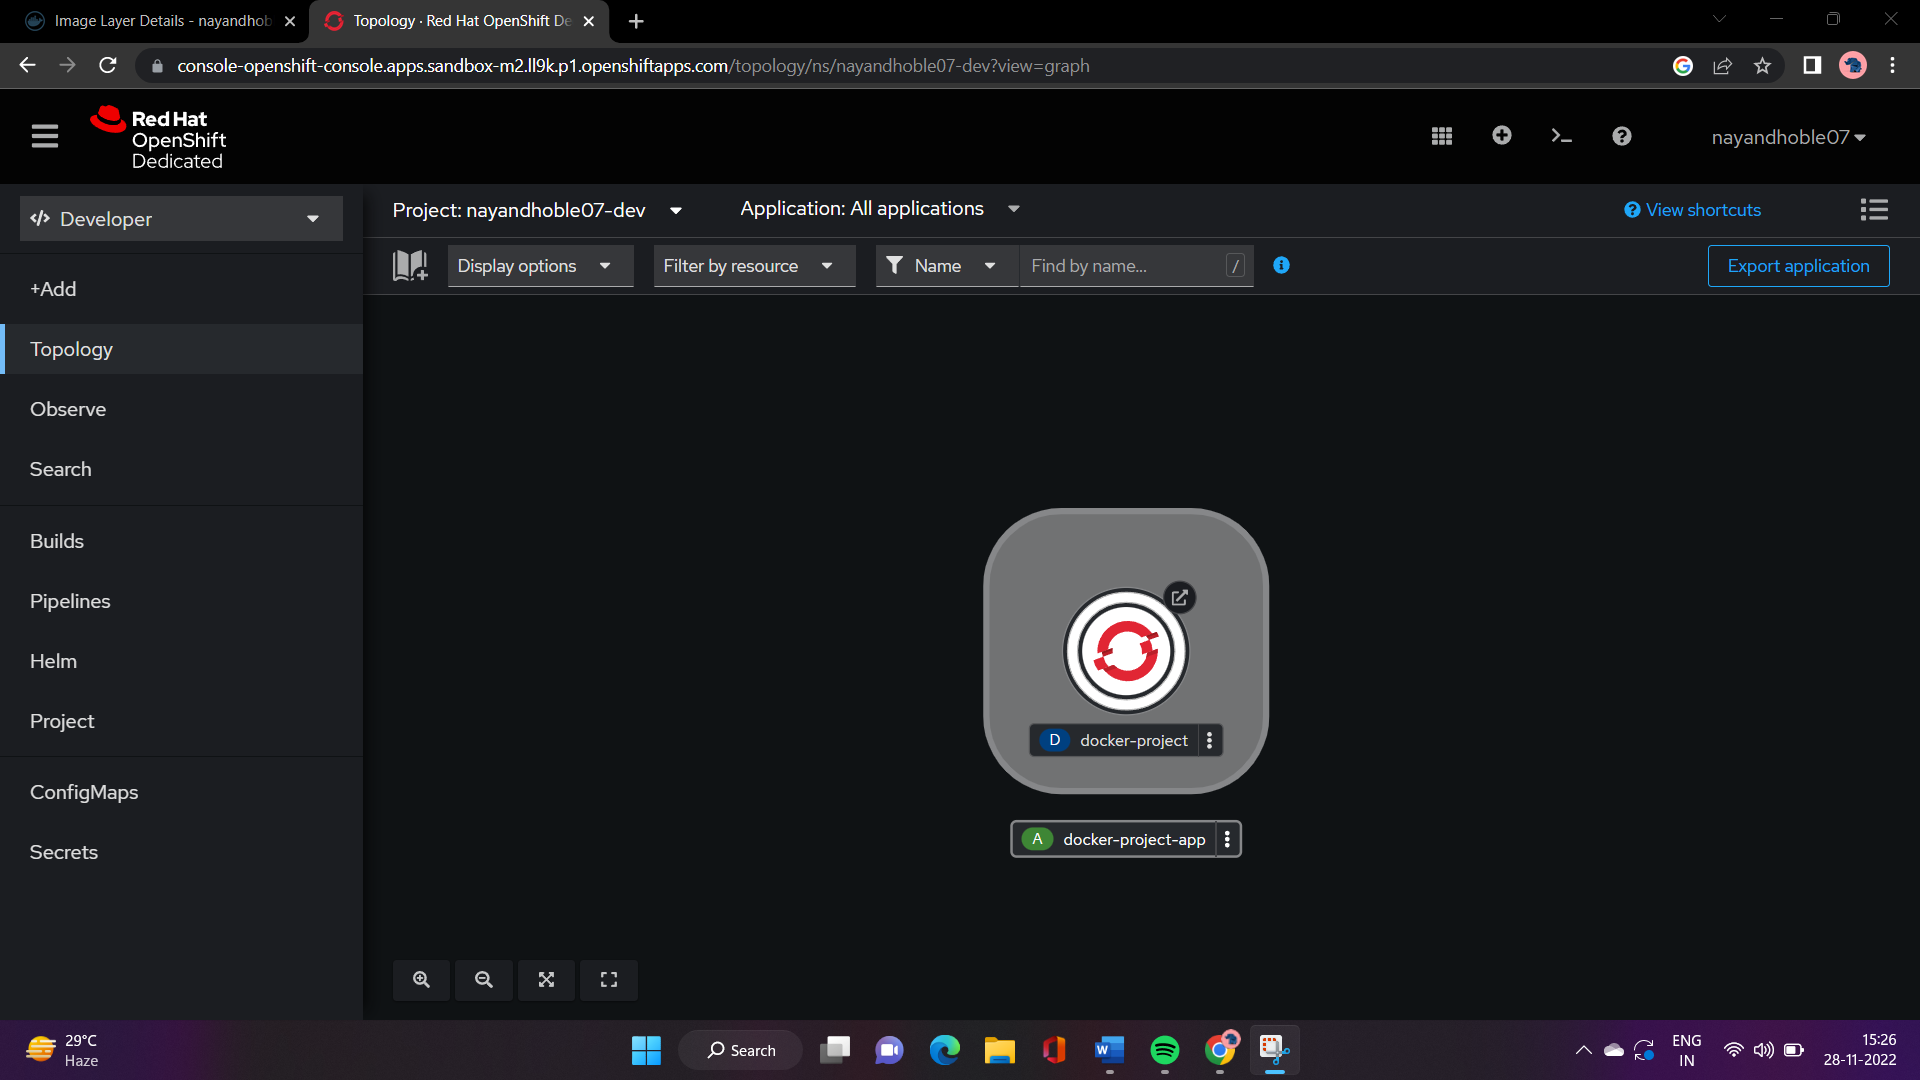 Image Layer Details - nayandhob
Topology · Red Hat OpenShift De
console-openshift-console.apps.sandbox-m2.ll9k.p1.openshiftapps.com/topology/ns/nayandhoble07-dev?view=graph
Red Hat
OpenShift
Dedicated
nayandhoble07
Developer
Project: nayandhoble07-dev
Application: All applications
View shortcuts
Display options
Filter by resource
Name
Find by name...
/
Export application
+Add
Topology
Observe
Search
Builds
Pipelines
Helm
Project
ConfigMaps
Secrets
D docker-project
A docker-project-app
29°C
Haze
Search
ENG
IN
15:26
28-11-2022